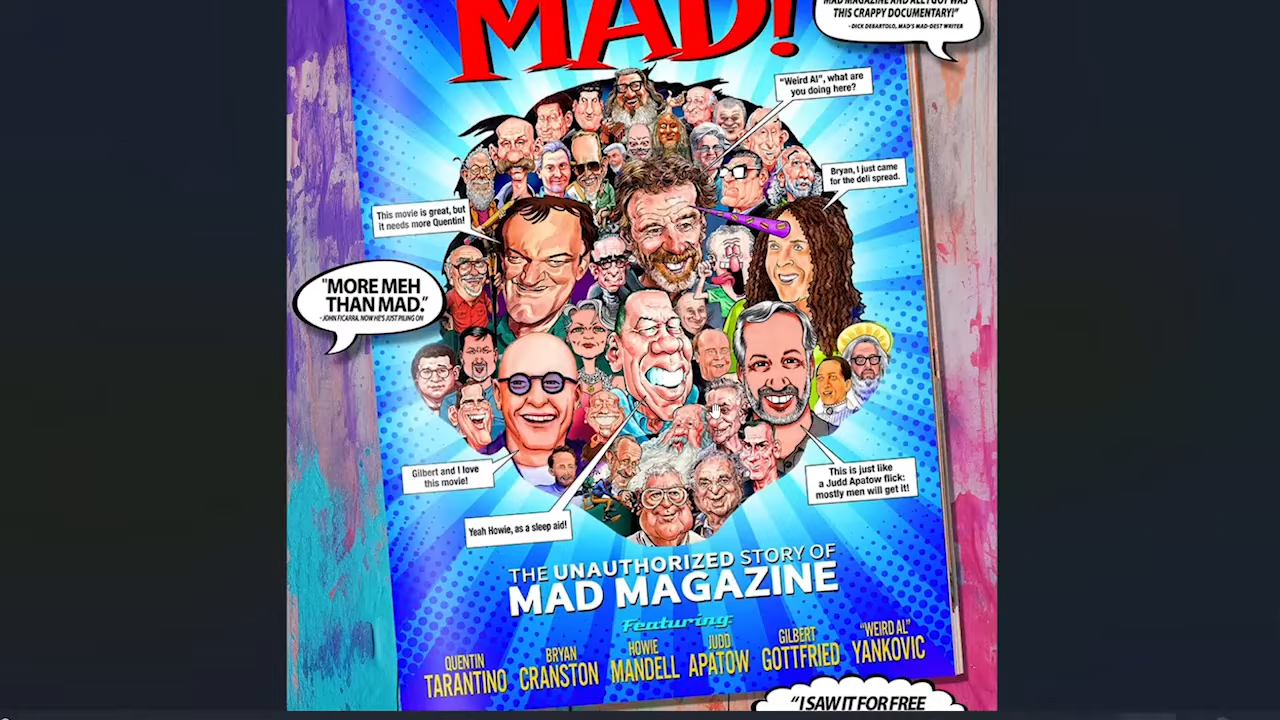 MAD!
MAD MAGAZINE AND ALL I GOT WAS
THIS CRAPPY DOCUMENTARY!"
- DICK DEBARTOLO, MAD'S MAD-DEST WRITER
"Weird Al", what are
you doing here?
Bryan, I just came
for the deli spread.
This movie is great, but
it needs more Quentin!
"MORE MEH
THAN MAD."
- JOHN FICARRA. NOW HE'S JUST PILING ON
Gilbert and I love
this movie!
This is just like
a Judd Apatow flick:
mostly men will get it!
Yeah Howie, as a sleep aid!
THE UNAUTHORIZED STORY OF
MAD MAGAZINE
Featuring:
QUENTIN
TARANTINO
BRYAN
CRANSTON
HOWIE
MANDELL
JUDD
APATOW
GILBERT
GOTTFRIED
"WEIRD AL"
YANKOVIC
"I SAW IT FOR FREE